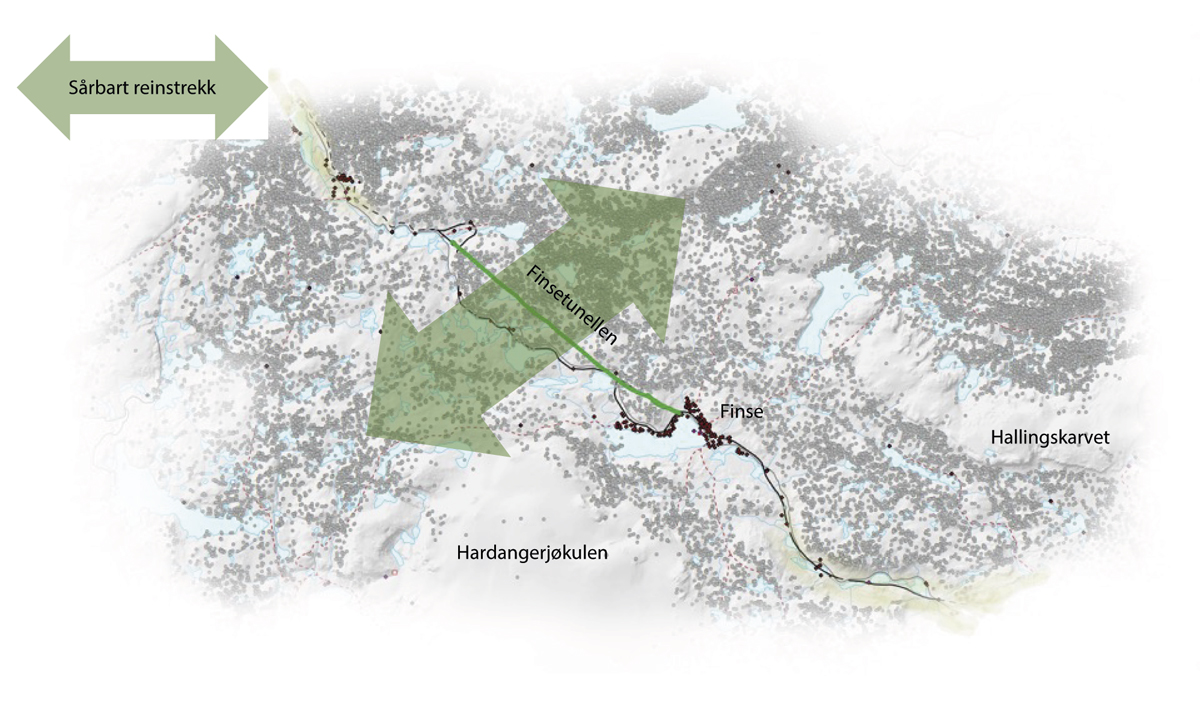 Sårbart reinstrekk
Finsetunellen
Finse
Hallingskarvet
Hardangerjøkulen